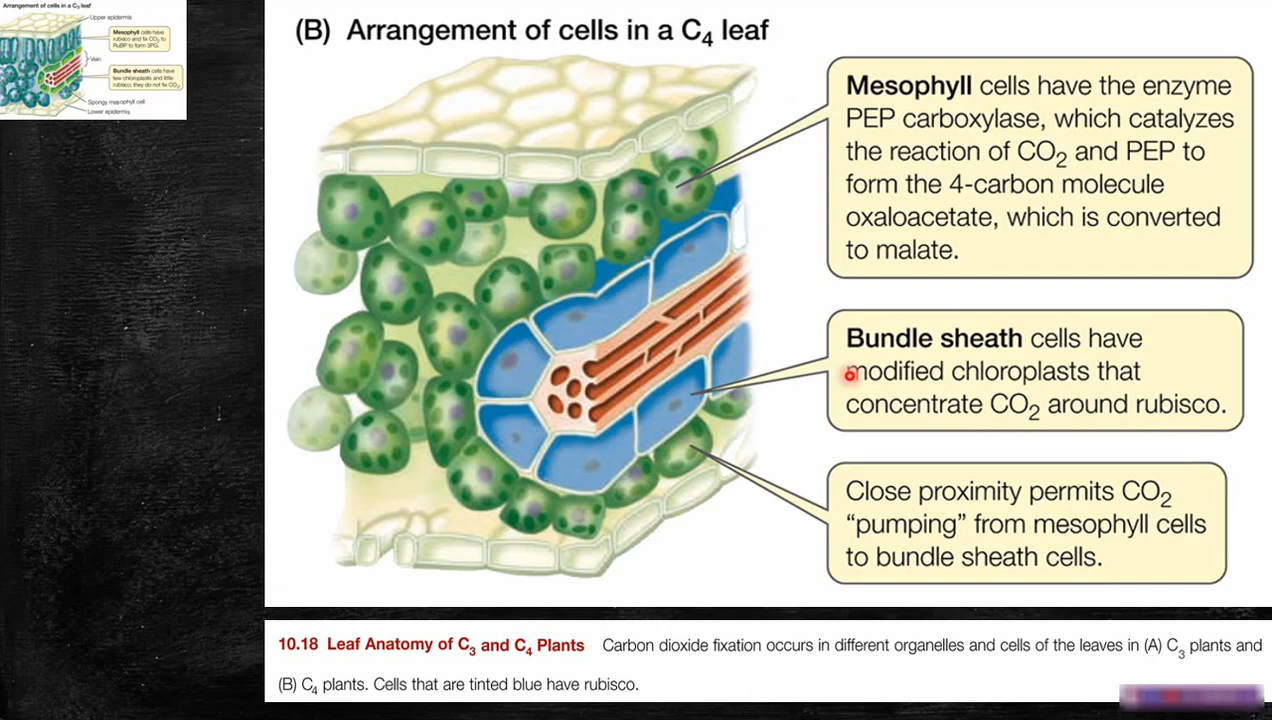 Arrangement of cells in a C3 leaf
Upper epidermis
Mesophyll cells have
rubisco and fix CO2 to
RuBP to form 3PG.
Vein
Bundle sheath cells have
few chloroplasts and little
rubisco; they do not fix CO2.
Spongy mesophyll cell
Lower epidermis
(B) Arrangement of cells in a C4 leaf
Mesophyll cells have the enzyme
PEP carboxylase, which catalyzes
the reaction of CO2 and PEP to
form the 4-carbon molecule
oxaloacetate, which is converted
to malate.
Bundle sheath cells have
modified chloroplasts that
concentrate CO2 around rubisco.
Close proximity permits CO2
“pumping” from mesophyll cells
to bundle sheath cells.
10.18 Leaf Anatomy of C3 and C4 Plants Carbon dioxide fixation occurs in different organelles and cells of the leaves in (A) C3 plants and
(B) C4 plants. Cells that are tinted blue have rubisco.